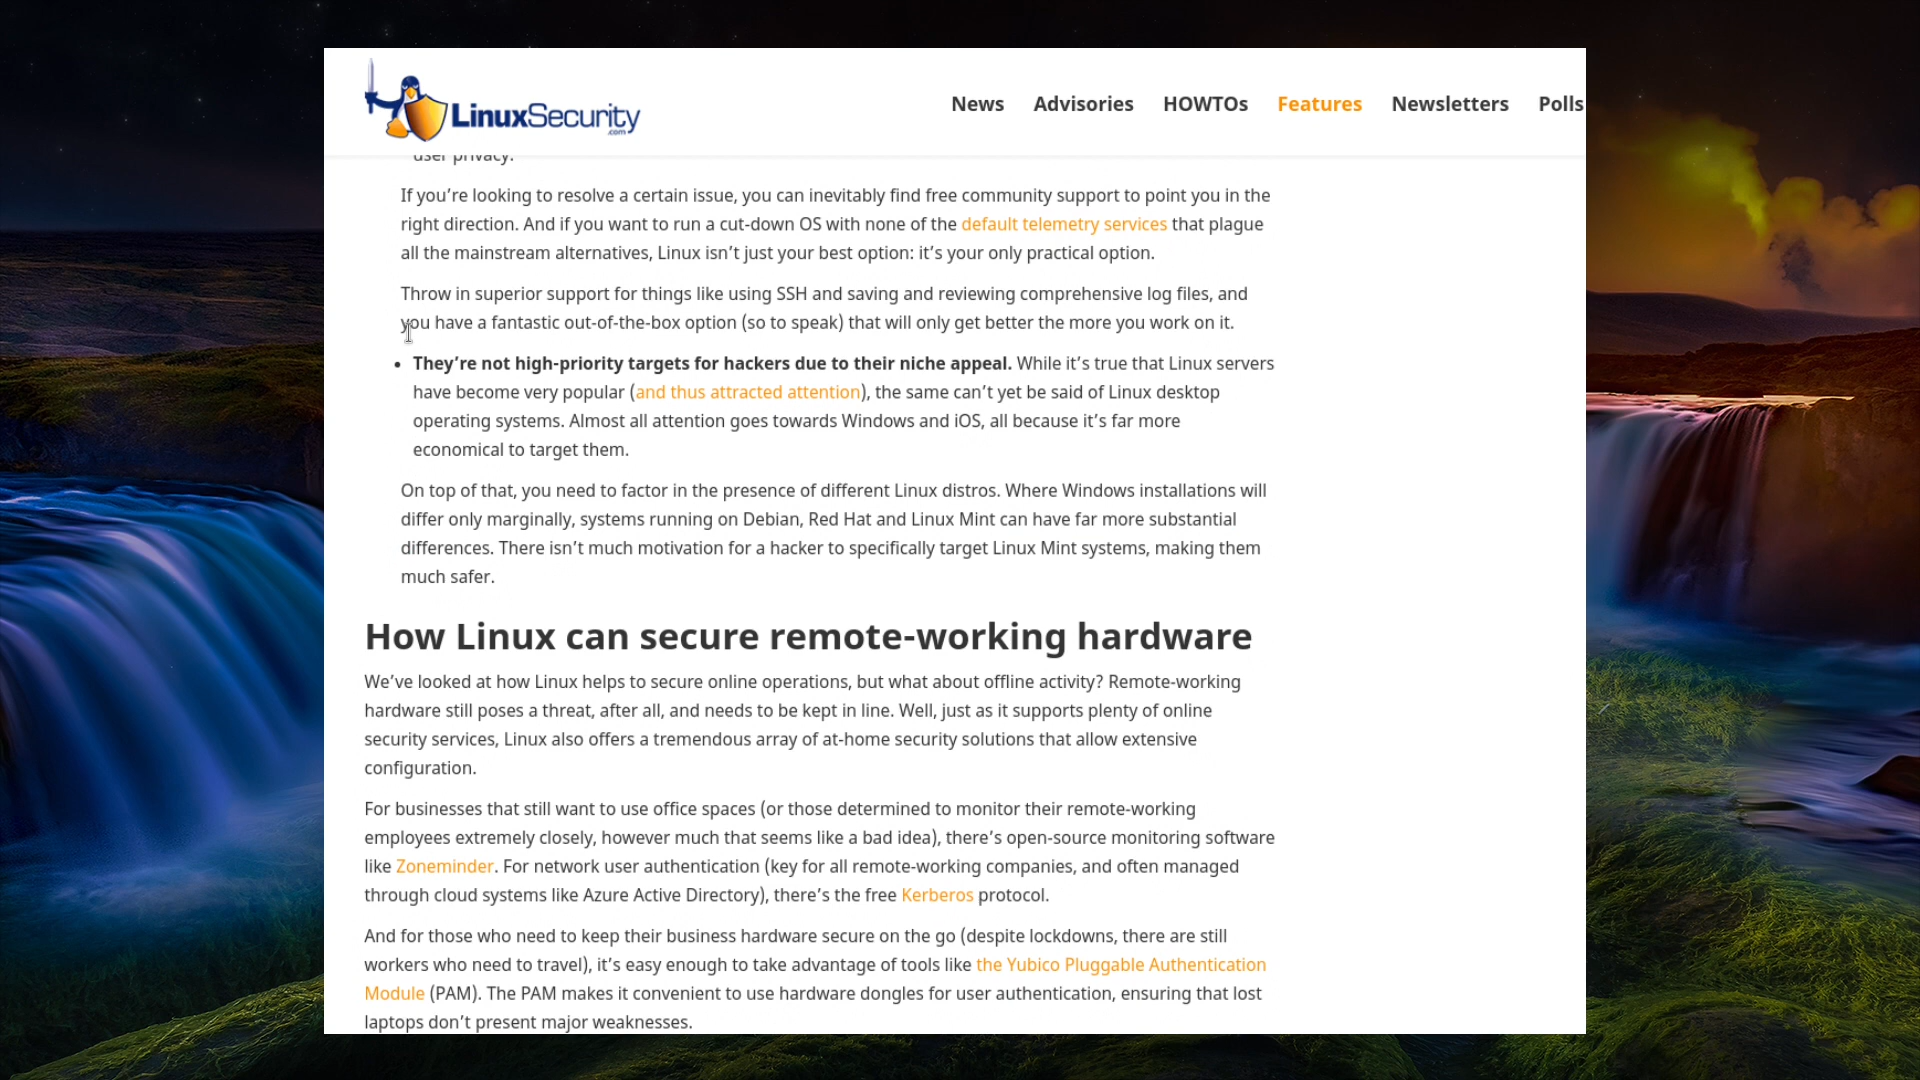 LinuxSecurity
.com
News Advisories HOWTOs Features Newsletters Polls
user privacy.
If you’re looking to resolve a certain issue, you can inevitably find free community support to point you in the
right direction. And if you want to run a cut-down OS with none of the default telemetry services that plague
all the mainstream alternatives, Linux isn’t just your best option: it’s your only practical option.
Throw in superior support for things like using SSH and saving and reviewing comprehensive log files, and
you have a fantastic out-of-the-box option (so to speak) that will only get better the more you work on it.
• They’re not high-priority targets for hackers due to their niche appeal. While it’s true that Linux servers
have become very popular (and thus attracted attention), the same can’t yet be said of Linux desktop
operating systems. Almost all attention goes towards Windows and iOS, all because it’s far more
economical to target them.
On top of that, you need to factor in the presence of different Linux distros. Where Windows installations will
differ only marginally, systems running on Debian, Red Hat and Linux Mint can have far more substantial
differences. There isn’t much motivation for a hacker to specifically target Linux Mint systems, making them
much safer.
How Linux can secure remote-working hardware
We’ve looked at how Linux helps to secure online operations, but what about offline activity? Remote-working
hardware still poses a threat, after all, and needs to be kept in line. Well, just as it supports plenty of online
security services, Linux also offers a tremendous array of at-home security solutions that allow extensive
configuration.
For businesses that still want to use office spaces (or those determined to monitor their remote-working
employees extremely closely, however much that seems like a bad idea), there’s open-source monitoring software
like Zoneminder. For network user authentication (key for all remote-working companies, and often managed
through cloud systems like Azure Active Directory), there’s the free Kerberos protocol.
And for those who need to keep their business hardware secure on the go (despite lockdowns, there are still
workers who need to travel), it’s easy enough to take advantage of tools like the Yubico Pluggable Authentication
Module (PAM). The PAM makes it convenient to use hardware dongles for user authentication, ensuring that lost
laptops don’t present major weaknesses.